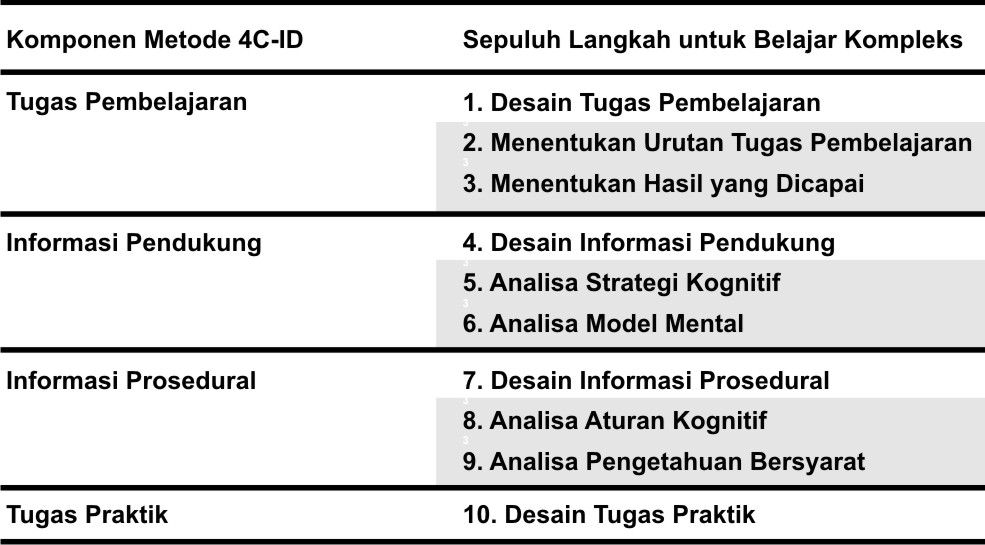 Komponen Metode 4C-ID Sepuluh Langkah untuk Belajar Kompleks
Tugas Pembelajaran 1. Desain Tugas Pembelajaran
2. Menentukan Urutan Tugas Pembelajaran
3
3. Menentukan Hasil yang Dicapai
Informasi Pendukung 4. Desain Informasi Pendukung
5. Analisa Strategi Kognitif
3
6. Analisa Model Mental
Informasi Prosedural 7. Desain Informasi Prosedural
8. Analisa Aturan Kognitif
3
9. Analisa Pengetahuan Bersyarat
Tugas Praktik 10. Desain Tugas Praktik